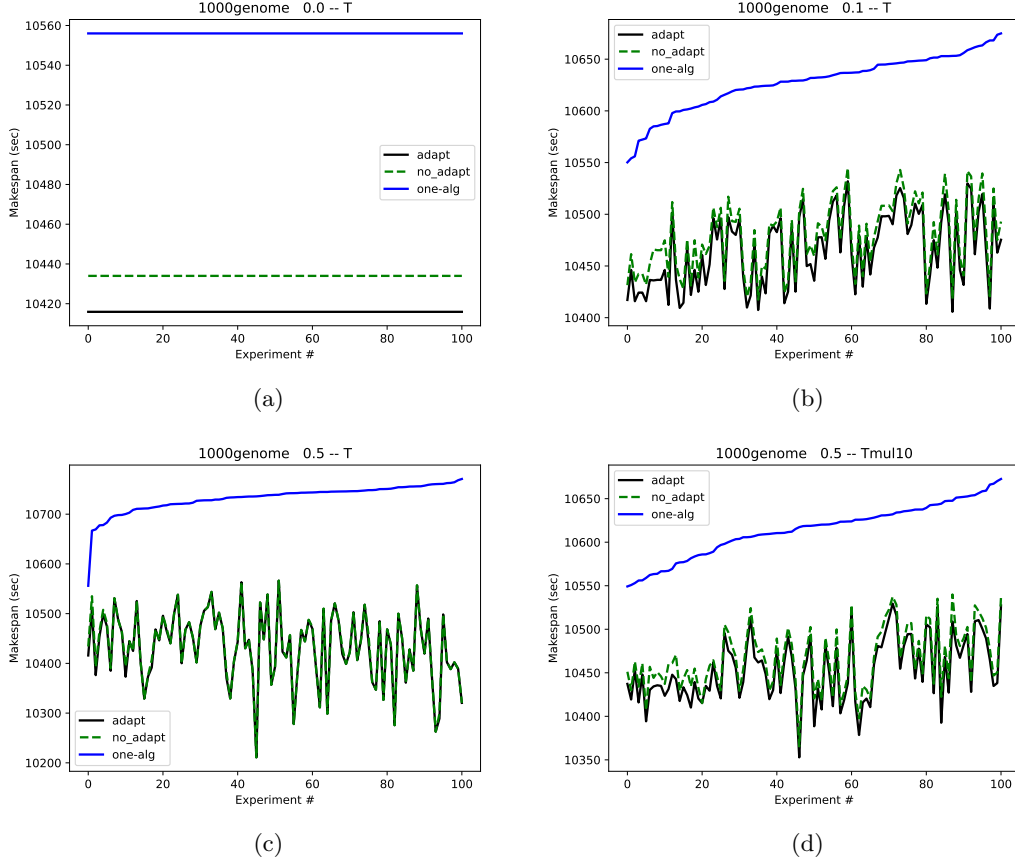 1000genome 0.0 -- T
Makespan (sec)
10560
10540
10520
10500
10480
10460
10440
10420
adapt
no_adapt
one-alg
0 20 40 60 80 100
Experiment #
(a)
1000genome 0.1 -- T
Makespan (sec)
10650
10600
10550
10500
10450
10400
adapt
no_adapt
one-alg
0 20 40 60 80 100
Experiment #
(b)
1000genome 0.5 -- T
Makespan (sec)
10700
10600
10500
10400
10300
10200
adapt
no_adapt
one-alg
0 20 40 60 80 100
Experiment #
(c)
1000genome 0.5 -- Tmul10
Makespan (sec)
10650
10600
10550
10500
10450
10400
10350
adapt
no_adapt
one-alg
0 20 40 60 80 100
Experiment #
(d)